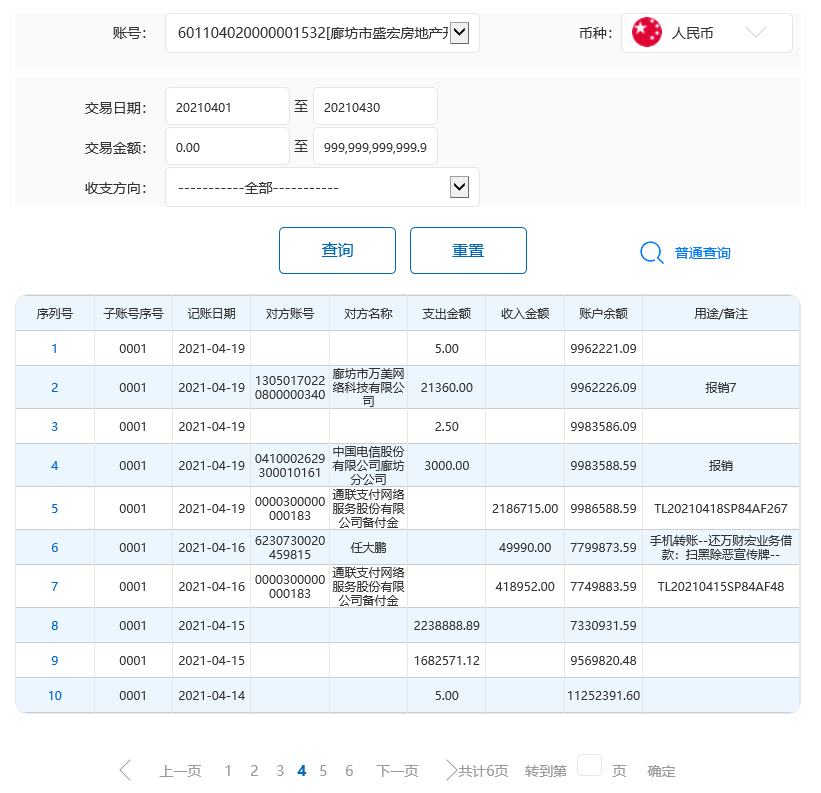 账号： 601104020000001532[廊坊市盛宏房地产开 币种： 人民币
交易日期： 20210401 至 20210430
交易金额： 0.00 至 999,999,999,999.9
收支方向： -----------全部-----------
查询 重置 普通查询
序列号 子账号序号 记账日期 对方账号 对方名称 支出金额 收入金额 账户余额 用途/备注
1 0001 2021-04-19 5.00 9962221.09
2 0001 2021-04-19 13050170220800000340 廊坊市万美网络科技有限公司 21360.00 9962226.09 报销7
3 0001 2021-04-19 2.50 9983586.09
4 0001 2021-04-19 0410002629300010161 中国电信股份有限公司廊坊分公司 3000.00 9983588.59 报销
5 0001 2021-04-19 0000300000000183 通联支付网络服务股份有限公司备付金 2186715.00 9986588.59 TL20210418SP84AF267
6 0001 2021-04-16 6230730020459815 任大鹏 49990.00 7799873.59 手机转账--还万财宏业务借款：扫黑除恶宣传牌--
7 0001 2021-04-16 0000300000000183 通联支付网络服务股份有限公司备付金 418952.00 7749883.59 TL20210415SP84AF48
8 0001 2021-04-15 2238888.89 7330931.59
9 0001 2021-04-15 1682571.12 9569820.48
10 0001 2021-04-14 5.00 11252391.60
上一页 1 2 3 4 5 6 下一页 共计6页 转到第 页 确定